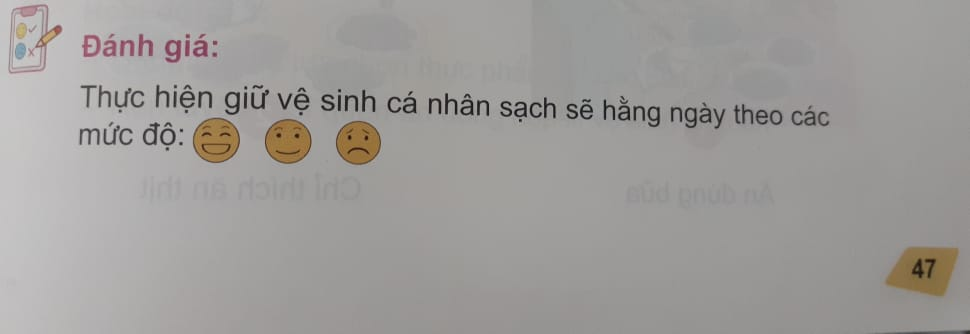 Đánh giá:
Thực hiện giữ vệ sinh cá nhân sạch sẽ hằng ngày theo các
mức độ:
47